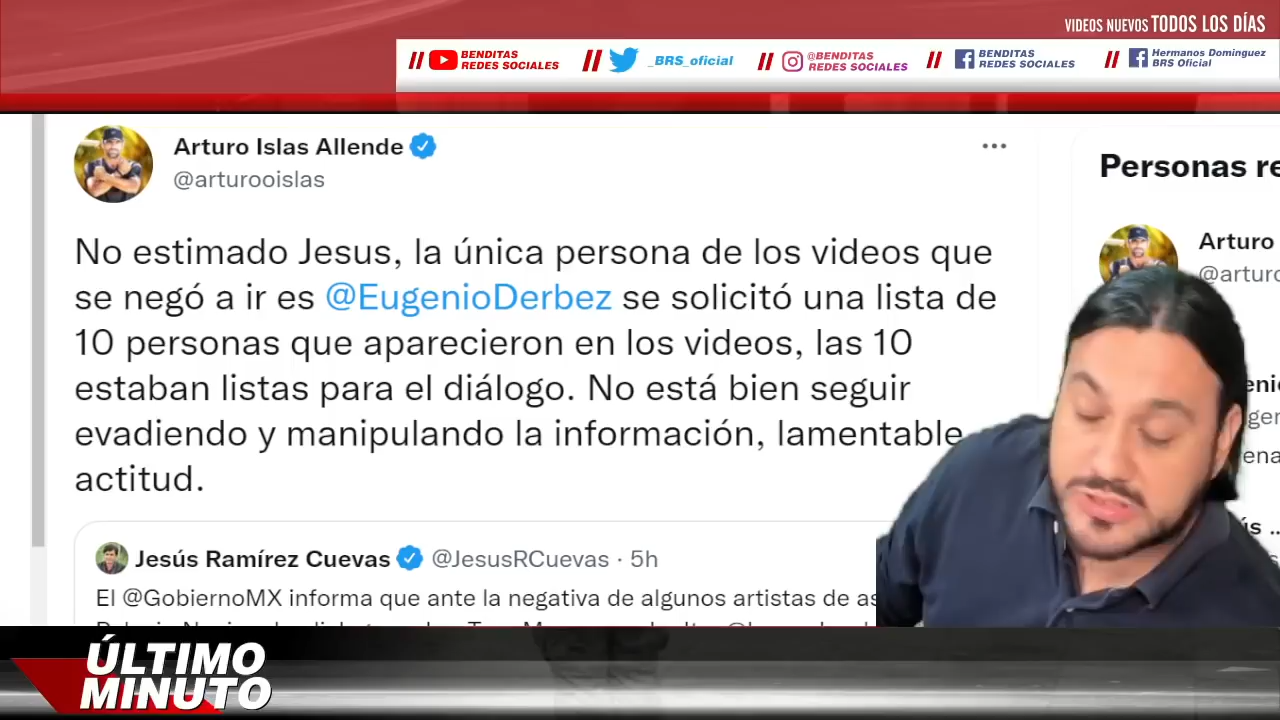 VIDEOS NUEVOS TODOS LOS DÍAS
BENDITAS
REDES SOCIALES
_BRS_oficial
@BENDITAS
REDES SOCIALES
BENDITAS
REDES SOCIALES
Hermanos Dominguez
BRS Oficial
Arturo Islas Allende
@arturooislas
No estimado Jesus, la única persona de los videos que
se negó a ir es @EugenioDerbez se solicitó una lista de
10 personas que aparecieron en los videos, las 10
estaban listas para el diálogo. No está bien seguir
evadiendo y manipulando la información, lamentable
actitud.
Jesús Ramírez Cuevas @JesusRCuevas · 5h
El @GobiernoMX informa que ante la negativa de algunos artistas de as
Personas re
Arturo
@arturo
ÚLTIMO
MINUTO